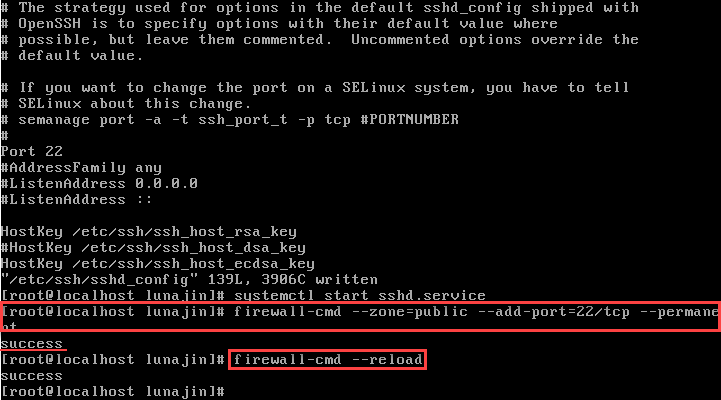 # The strategy used for options in the default sshd_config shipped with
# OpenSSH is to specify options with their default value where
# possible, but leave them commented.  Uncommented options override the
# default value.
# If you want to change the port on a SELinux system, you have to tell
# SELinux about this change.
# semanage port -a -t ssh_port_t -p tcp #PORTNUMBER
#
Port 22
#AddressFamily any
#ListenAddress 0.0.0.0
#ListenAddress ::
HostKey /etc/ssh/ssh_host_rsa_key
#HostKey /etc/ssh/ssh_host_dsa_key
HostKey /etc/ssh/ssh_host_ecdsa_key
"/etc/ssh/sshd_config" 139L, 3906C written
[root@localhost lunajin]# systemctl start sshd.service
[root@localhost lunajin]# firewall-cmd --zone=public --add-port=22/tcp --permane
nt
success
[root@localhost lunajin]# firewall-cmd --reload
success
[root@localhost lunajin]#